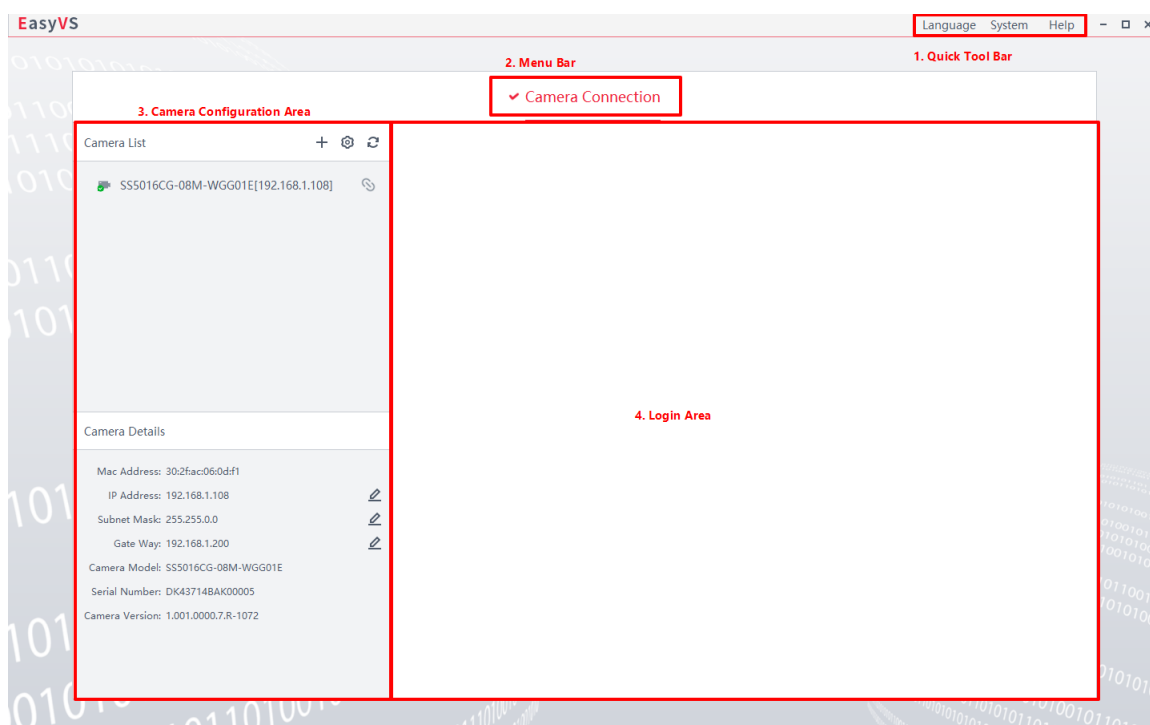 EasyVS
Language System Help
1. Quick Tool Bar
2. Menu Bar
Camera Connection
3. Camera Configuration Area
Camera List
SS5016CG-08M-WGG01E[192.168.1.108]
4. Login Area
Camera Details
Mac Address: 30:2f:ac:06:0d:f1
IP Address: 192.168.1.108
Subnet Mask: 255.255.0.0
Gate Way: 192.168.1.200
Camera Model: SS5016CG-08M-WGG01E
Serial Number: DK43714BAK00005
Camera Version: 1.001.0000.7.R-1072